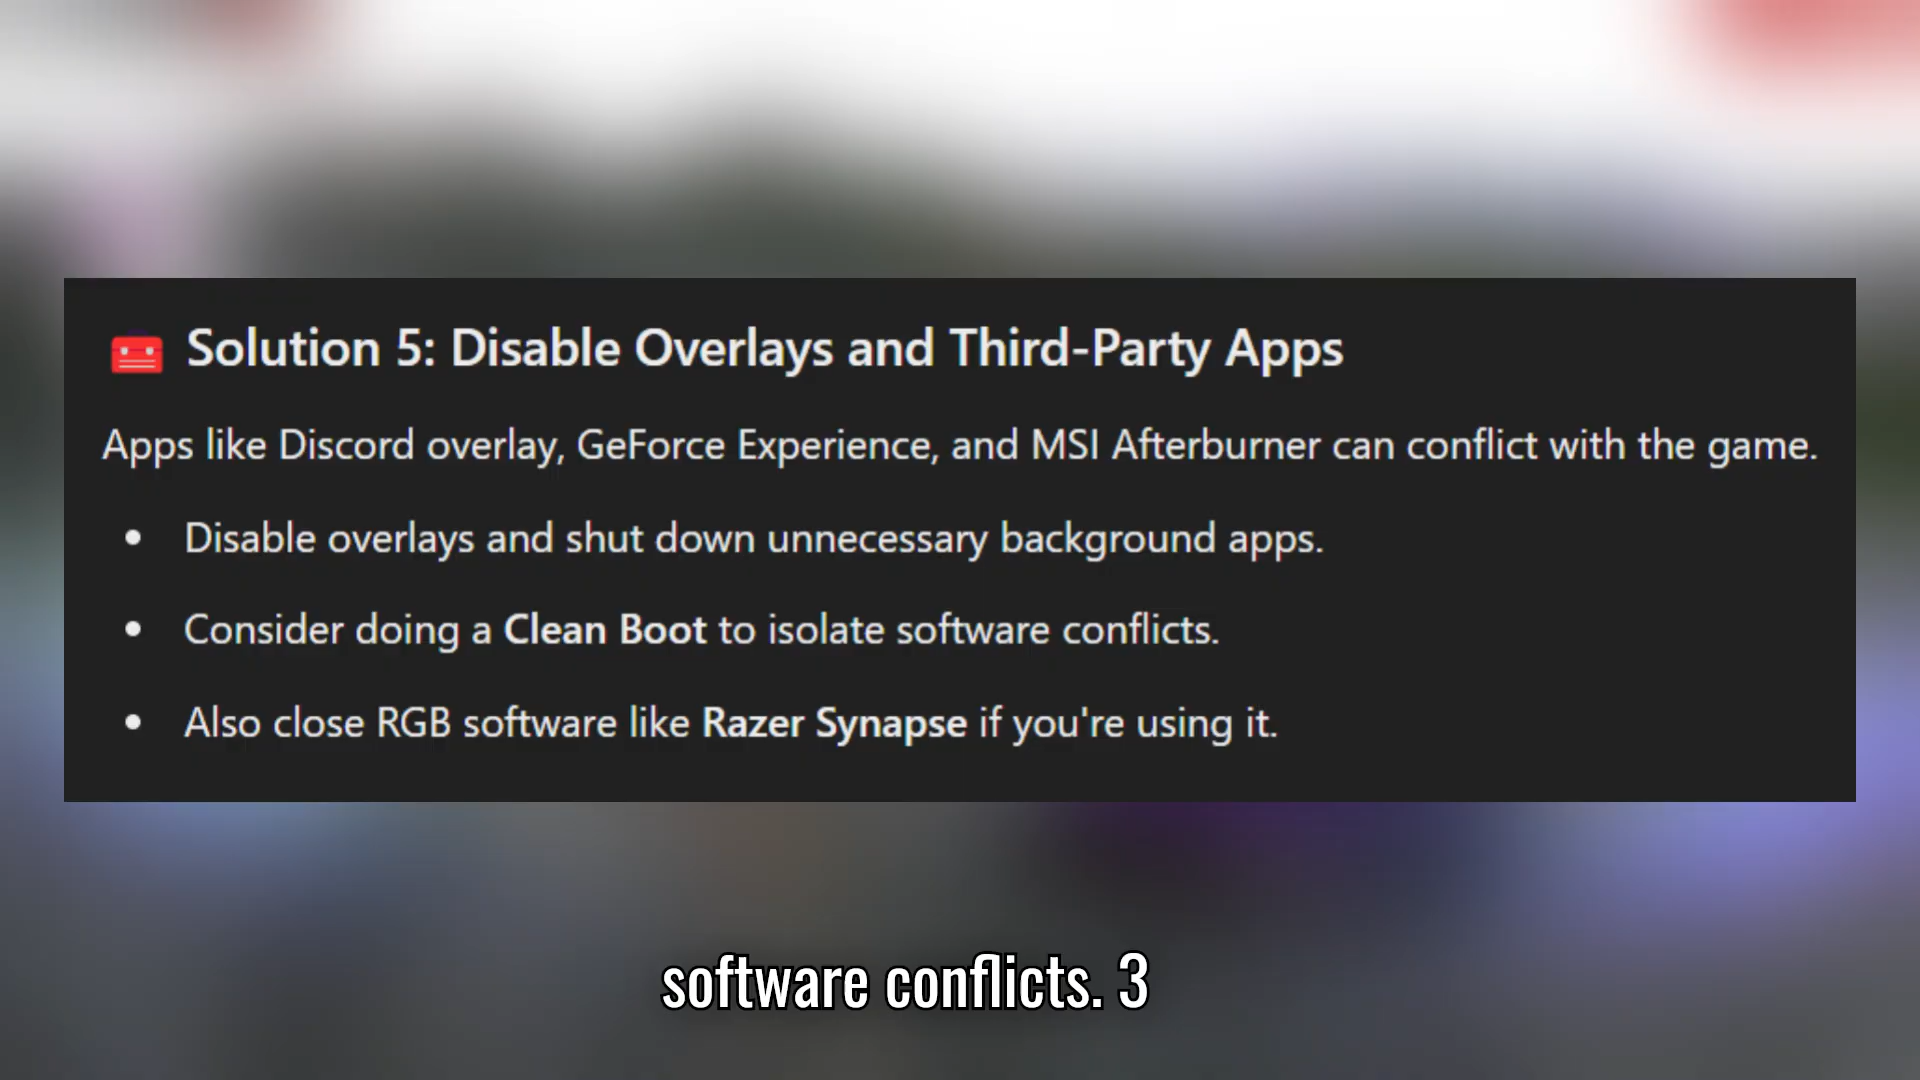 Solution 5: Disable Overlays and Third-Party Apps
Apps like Discord overlay, GeForce Experience, and MSI Afterburner can conflict with the game.
• Disable overlays and shut down unnecessary background apps.
• Consider doing a Clean Boot to isolate software conflicts.
• Also close RGB software like Razer Synapse if you're using it.
software conflicts. 3